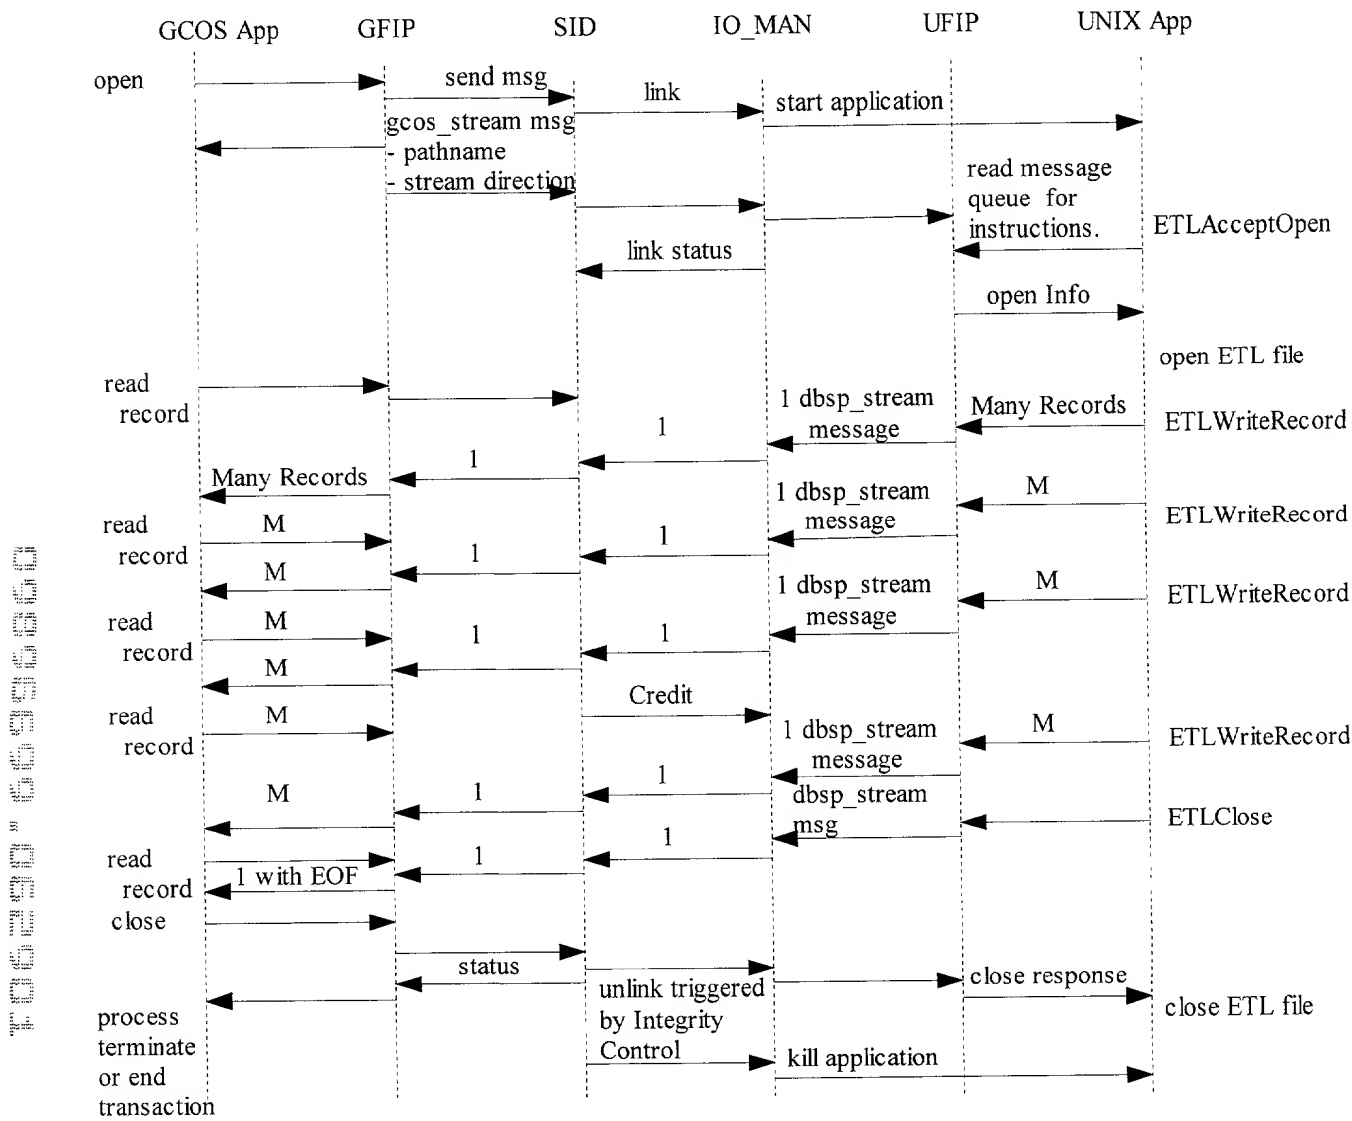 GCOS App GFIP SID IO_MAN UFIP UNIX App
open
send msg
link
start application
gcos_stream msg
- pathname
- stream direction
read message
queue for
instructions.
ETLAcceptOpen
link status
open Info
open ETL file
read
record
1 dbsp_stream
message
Many Records
ETLWriteRecord
1
1
Many Records
read
record
M
1 dbsp_stream
message
M
ETLWriteRecord
1
1
M
1 dbsp_stream
message
M
ETLWriteRecord
read
record
M
1
1
M
Credit
read
record
M
1 dbsp_stream
message
M
ETLWriteRecord
1
1
M
dbsp_stream
msg
ETLClose
1
1
read
record
1 with EOF
close
status
close response
unlink triggered
by Integrity
Control
close ETL file
process
terminate
or end
transaction
kill application